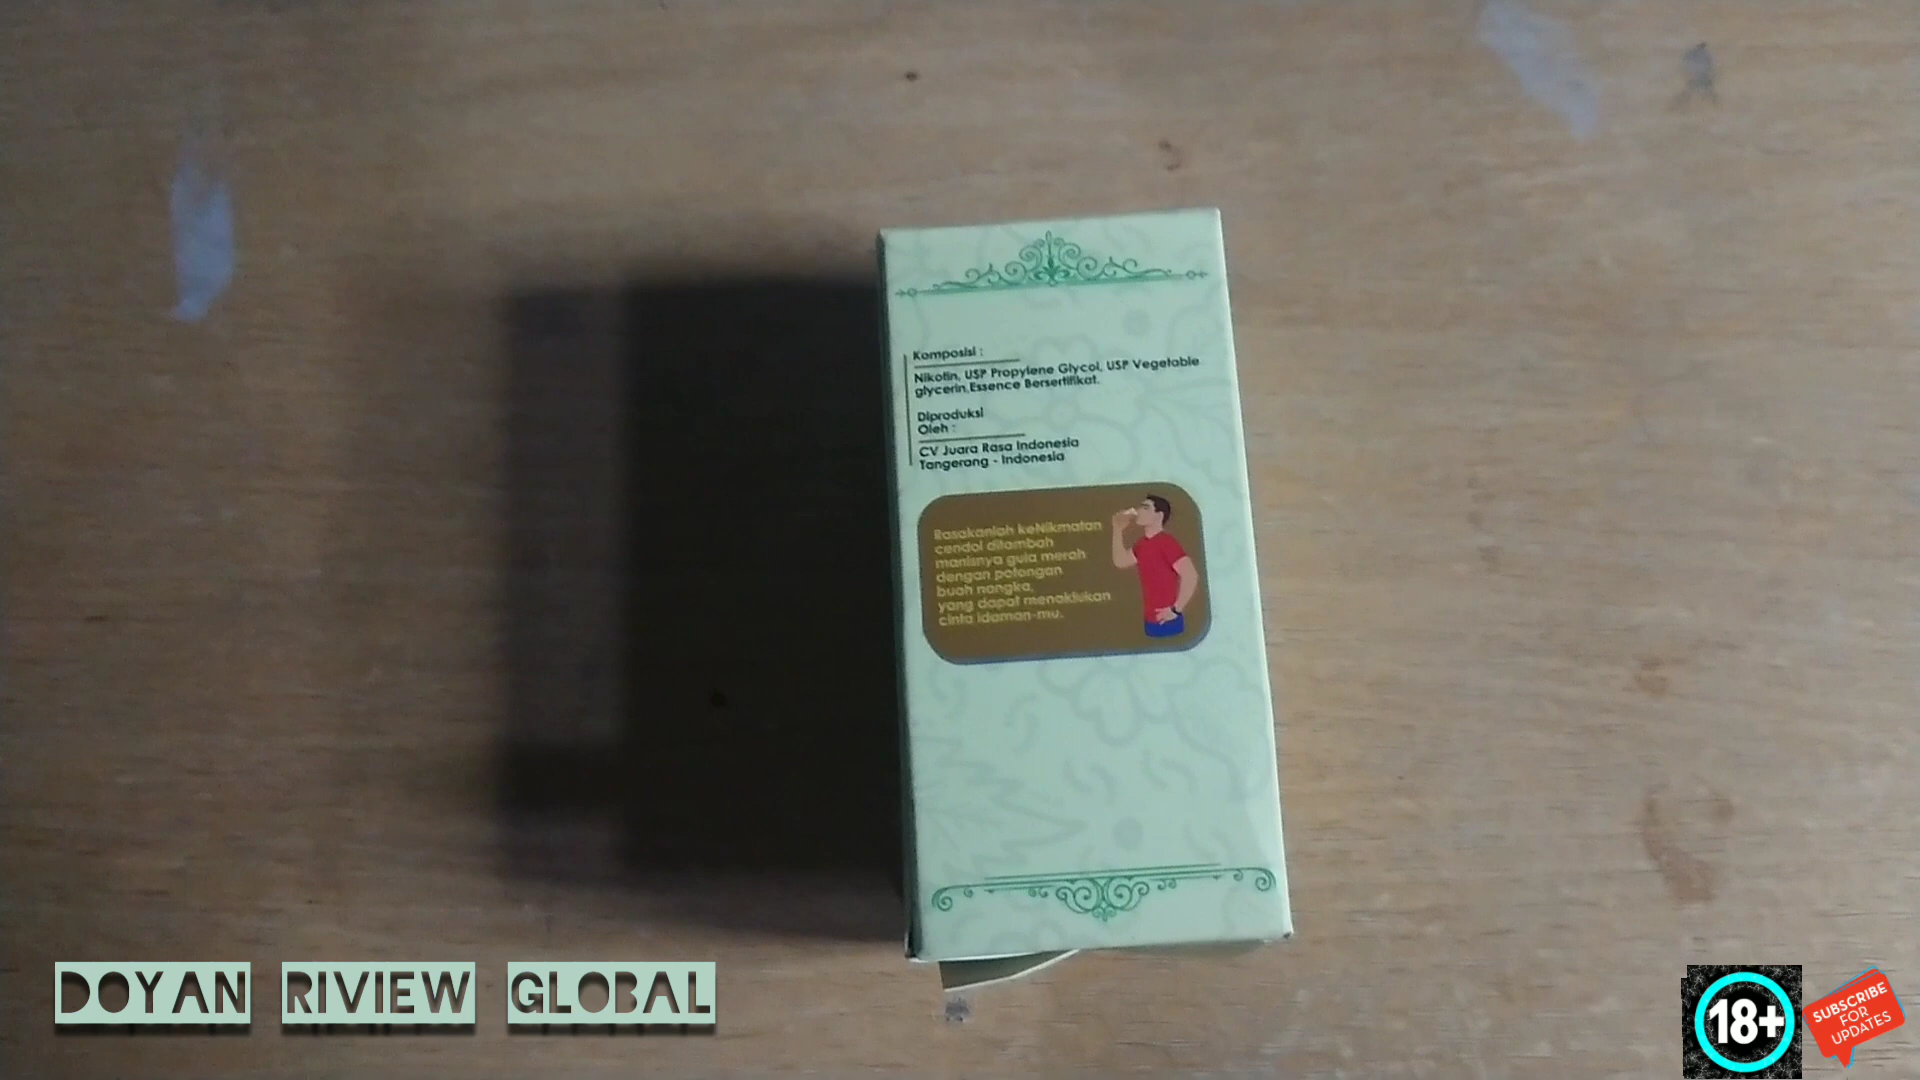 Komposisi :
Nikotin, USP Propylene Glycol, USP Vegetable
glycerin,Essence Bersertifikat.
Diproduksi
Oleh :
CV Juara Rasa Indonesia
Tangerang - Indonesia
Rasakanlah keNikmatan
cendol ditambah
manisnya gula merah
dengan potongan
buah nangka,
yang dapat menaklukan
cinta idaman-mu.
DOYAN RIVIEW GLOBAL
18+
SUBSCRIBE
FOR
UPDATES